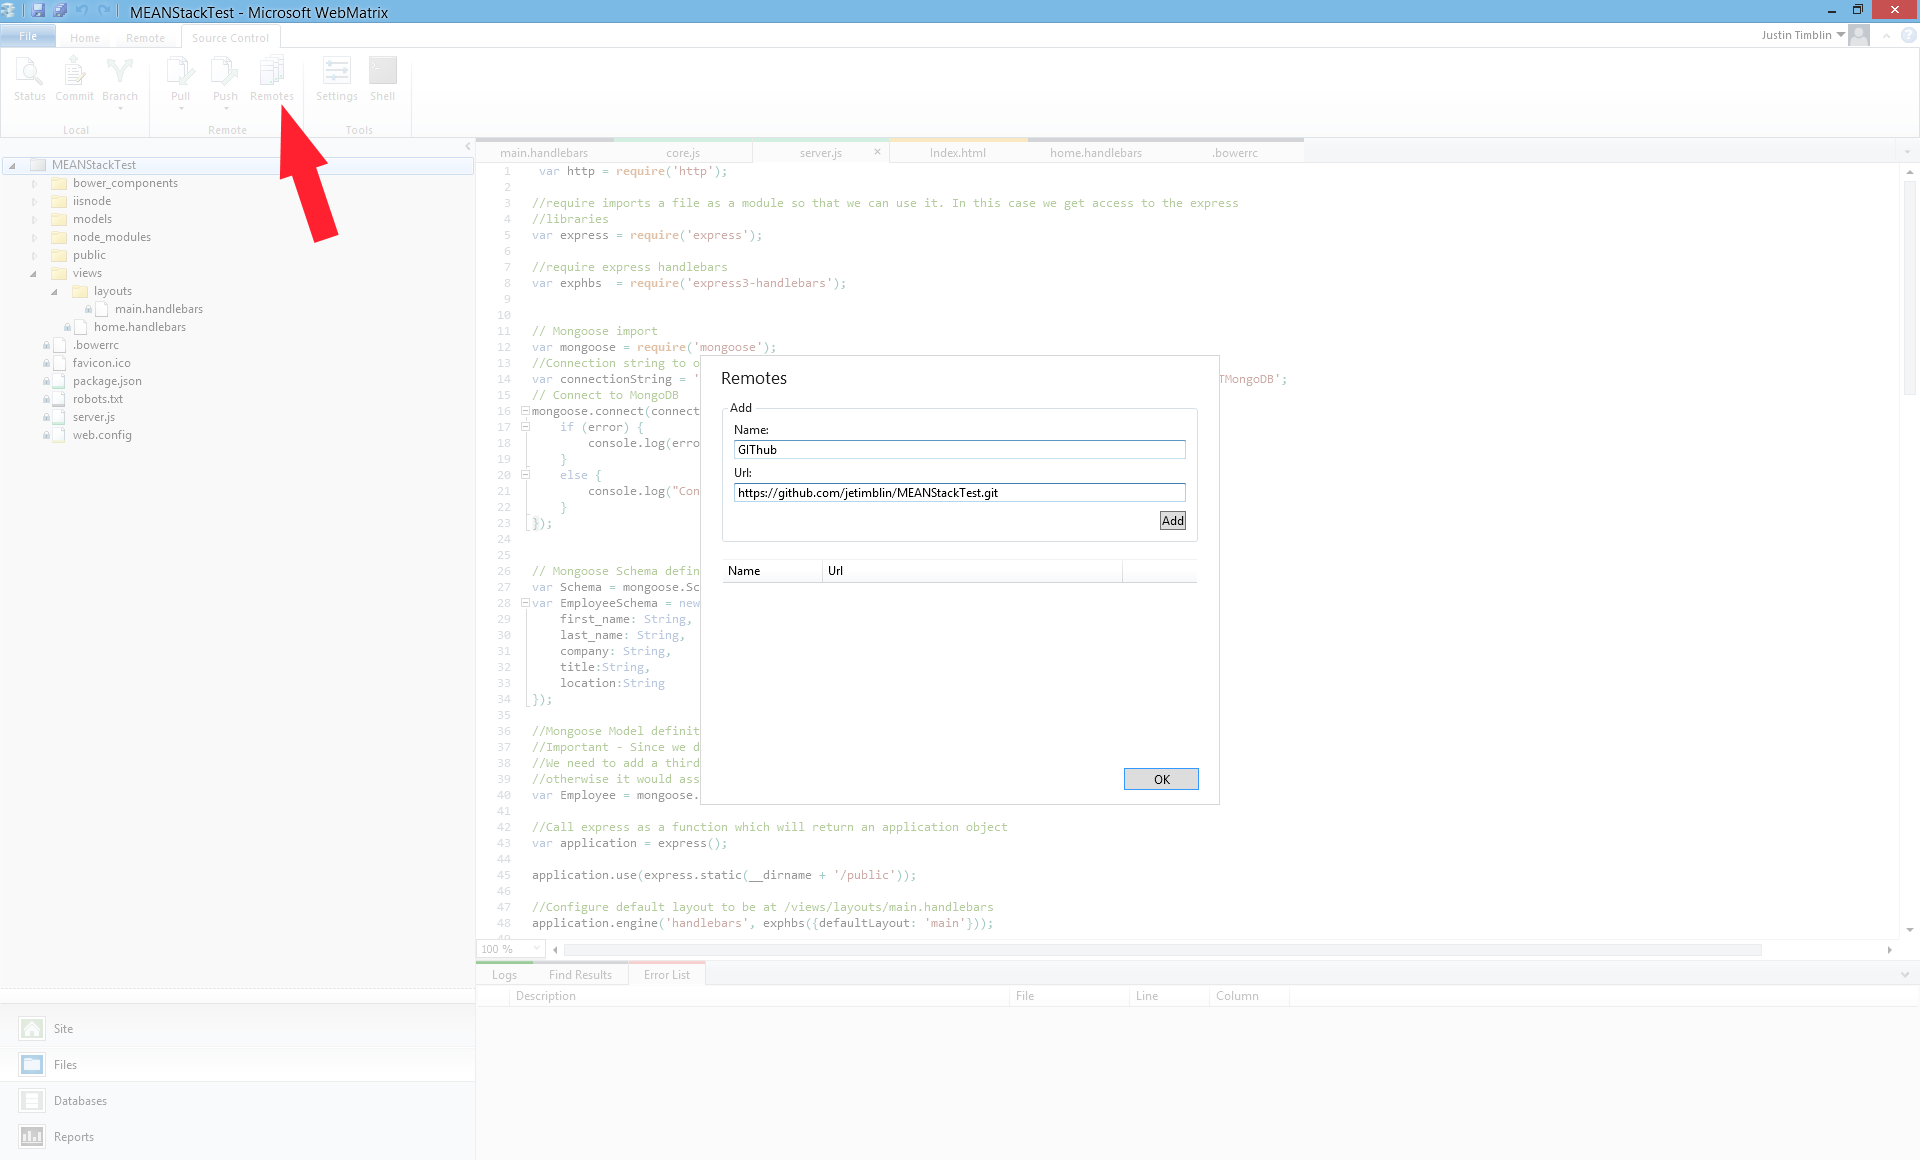 MEANStackTest - Microsoft WebMatrix
File Home Remote Source Control
Justin Timblin
Status Commit Branch Pull Push Remotes Settings Shell
Local Remote Tools
MEANStackTest
bower_components
iisnode
models
node_modules
public
views
layouts
main.handlebars
home.handlebars
.bowerrc
favicon.ico
package.json
robots.txt
server.js
web.config
Site
Files
Databases
Reports
main.handlebars core.js server.js Index.html home.handlebars .bowerrc
1 var http = require('http');
2
3 //require imports a file as a module so that we can use it. In this case we get access to the express
4 //libraries
5 var express = require('express');
6
7 //require express handlebars
8 var exphbs  = require('express3-handlebars');
9
10
11 // Mongoose import
12 var mongoose = require('mongoose');
13 //Connection string to o
14 var connectionString = ' TMongoDB';
15 // Connect to MongoDB
16 mongoose.connect(connect
17 if (error) {
18 console.log(erro
19 }
20 else {
21 console.log("Con
22 }
23 });
24
25
26 // Mongoose Schema defin
27 var Schema = mongoose.Sc
28 var EmployeeSchema = new
29 first_name: String,
30 last_name: String,
31 company: String,
32 title:String,
33 location:String
34 });
35
36 //Mongoose Model definit
37 //Important - Since we d
38 //We need to add a third
39 //otherwise it would ass
40 var Employee = mongoose.
41
42 //Call express as a function which will return an application object
43 var application = express();
44
45 application.use(express.static(__dirname + '/public'));
46
47 //Configure default layout to be at /views/layouts/main.handlebars
48 application.engine('handlebars', exphbs({defaultLayout: 'main'}));
Remotes
Add
Name:
GIThub
Url:
https://github.com/jetimblin/MEANStackTest.git
Add
Name Url
OK
100 %
Logs Find Results Error List
Description File Line Column